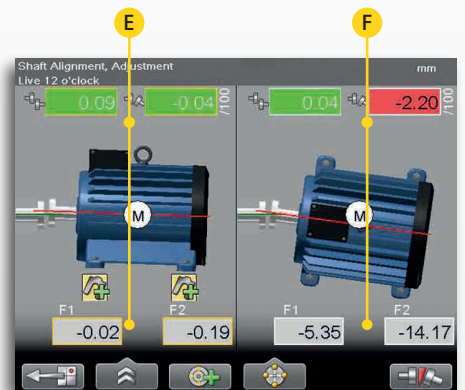 E F
Shaft Alignment, Adjustment mm
Live 12 o'clock
0.09 -0.04 /100 0.04 -2.20 /100
M M
F1 F2 F1 F2
-0.02 -0.19 -5.35 -14.17